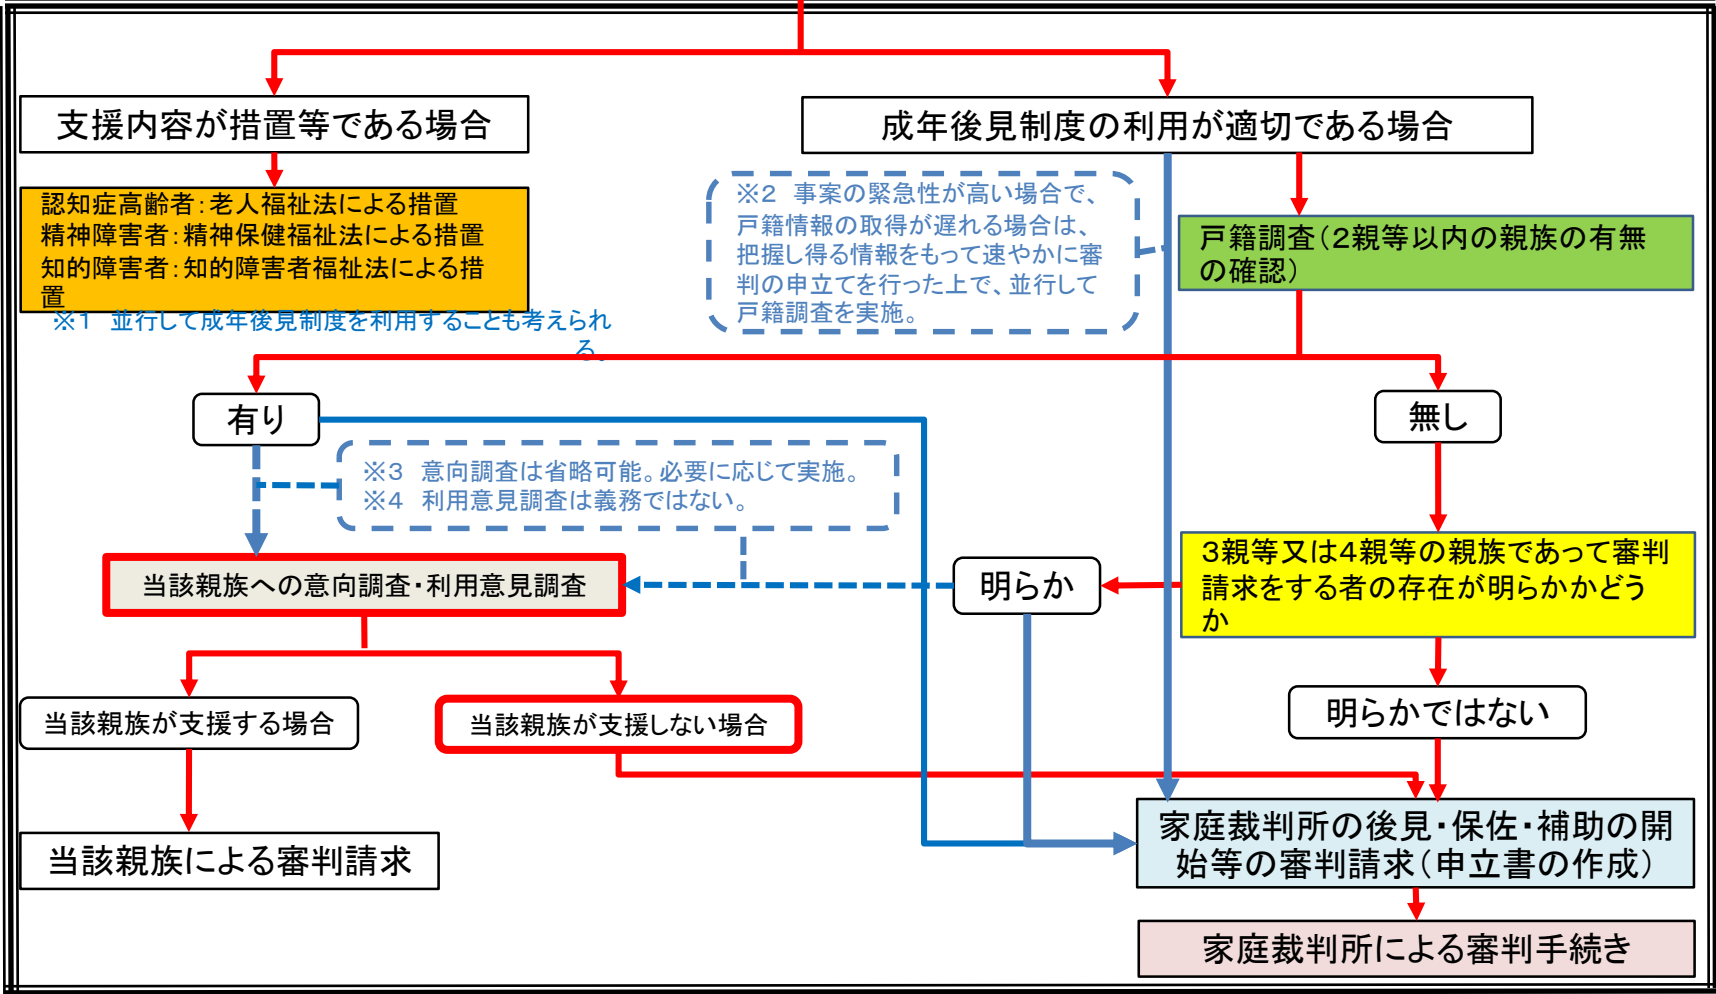 支援内容が措置等である場合
成年後見制度の利用が適切である場合
認知症高齢者：老人福祉法による措置
精神障害者：精神保健福祉法による措置
知的障害者：知的障害者福祉法による措
置
※１　並行して成年後見制度を利用することも考えられ
る。
※２　事案の緊急性が高い場合で、
戸籍情報の取得が遅れる場合は、
把握し得る情報をもって速やかに審
判の申立てを行った上で、並行して
戸籍調査を実施。
戸籍調査（２親等以内の親族の有無
の確認）
有り
無し
※３　意向調査は省略可能。必要に応じて実施。
※４　利用意見調査は義務ではない。
当該親族への意向調査・利用意見調査
明らか
３親等又は４親等の親族であって審判
請求をする者の存在が明らかかどう
か
当該親族が支援する場合
当該親族が支援しない場合
明らかではない
当該親族による審判請求
家庭裁判所の後見・保佐・補助の開
始等の審判請求（申立書の作成）
家庭裁判所による審判手続き